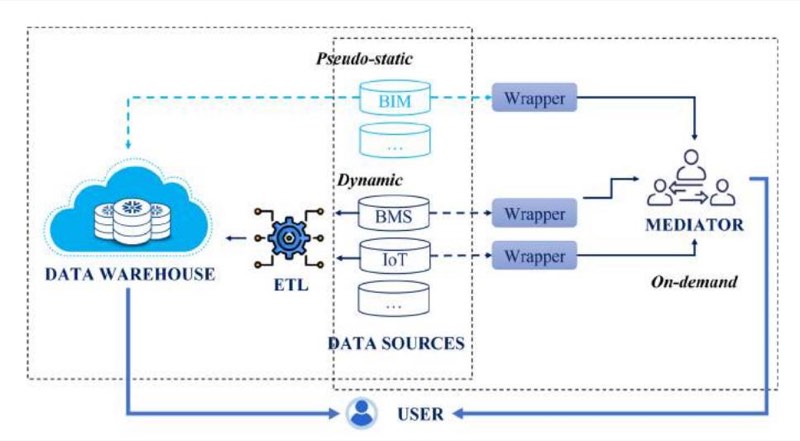 Pseudo-static
BIM
Wrapper
...
Dynamic
BMS
Wrapper
MEDIATOR
IoT
Wrapper
DATA WAREHOUSE
ETL
On-demand
...
DATA SOURCES
USER